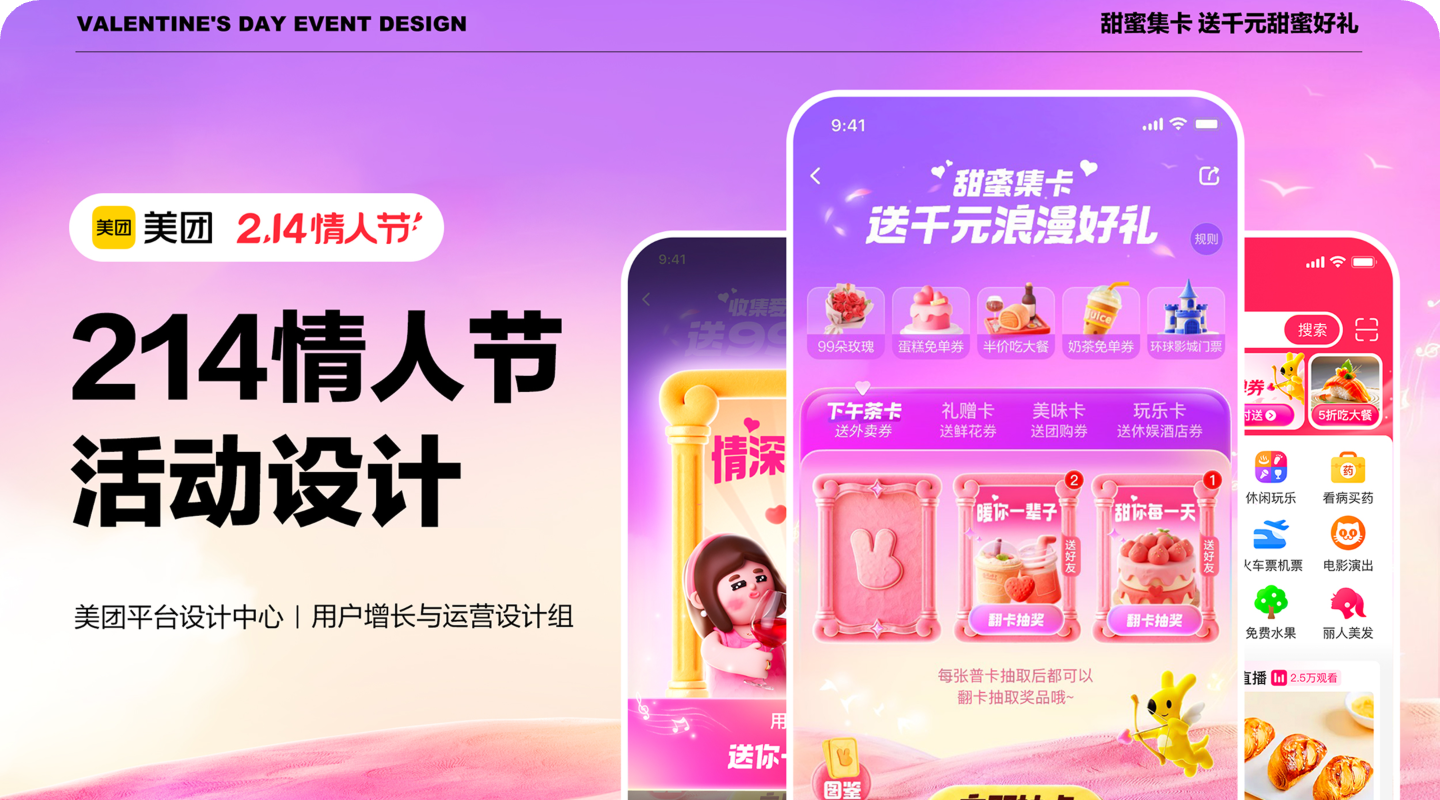 VALENTINE'S DAY EVENT DESIGN
甜蜜集卡 送千元甜蜜好礼
美团 美团 2.14情人节
214情人节
活动设计
美团平台设计中心 | 用户增长与运营设计组
9:41
收集爱
送99
情深
用
送你一
9:41
甜蜜集卡
送千元浪漫好礼
规则
JUICE
99朵玫瑰 蛋糕免单券 半价吃大餐 奶茶免单券 环球影城门票
下午茶卡 礼赠卡 美味卡 玩乐卡
送外卖券 送鲜花券 送团购券 送休娱酒店券
2 1
暖你一辈子 甜你每一天
送好友 送好友
翻卡抽奖 翻卡抽奖
每张普卡抽取后都可以
翻卡抽取奖品哦~
图鉴
搜索
券
时送
5折吃大餐
休闲玩乐 看病买药
药
火车票机票 电影演出
免费水果 丽人美发
直播 2.5万观看